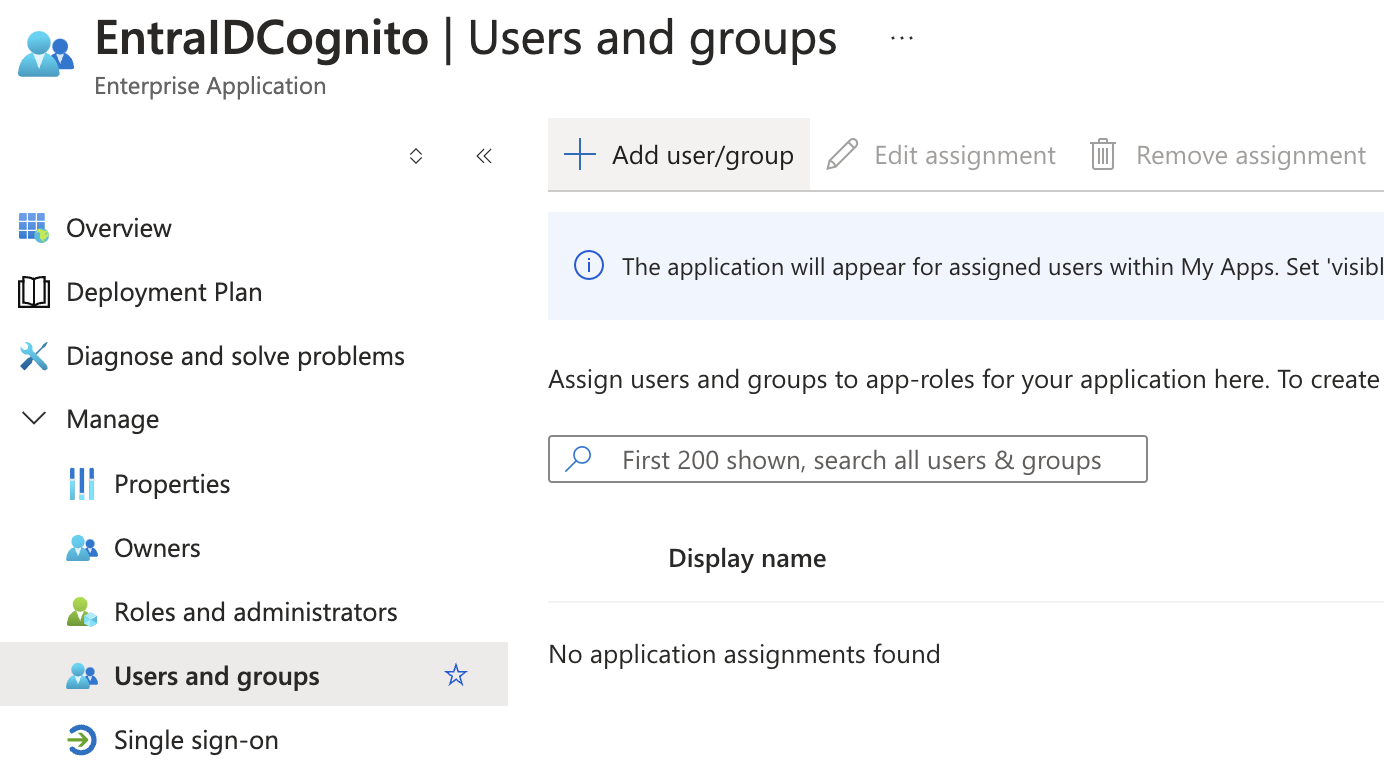 EntraIDCognito | Users and groups ...
Enterprise Application
Add user/group
Edit assignment
Remove assignment
Overview
Deployment Plan
Diagnose and solve problems
Manage
Properties
Owners
Roles and administrators
Users and groups
Single sign-on
The application will appear for assigned users within My Apps. Set 'visibl
Assign users and groups to app-roles for your application here. To create
First 200 shown, search all users & groups
Display name
No application assignments found